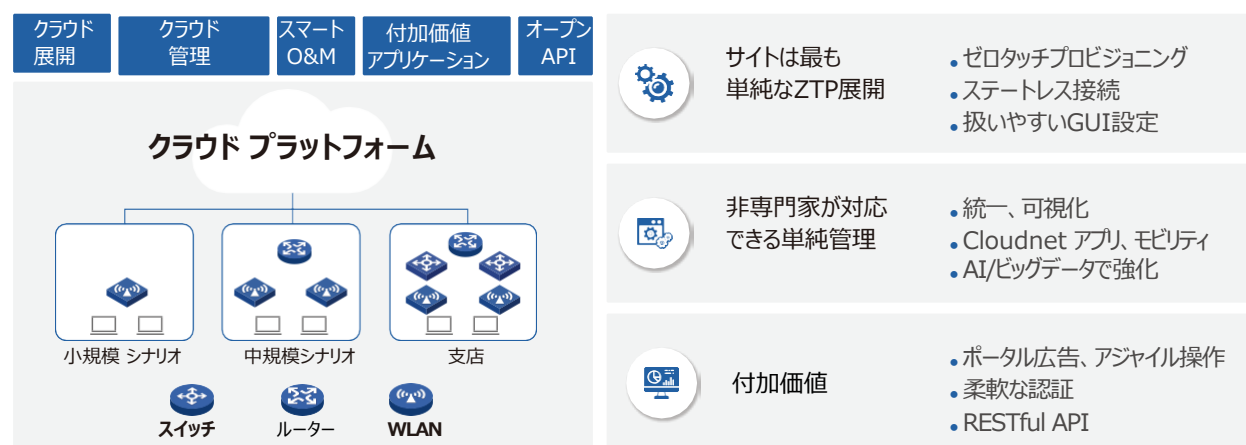 クラウド
展開
クラウド
管理
スマート
O&M
付加価値
アプリケーション
オープン
API
クラウド プラットフォーム
小規模 シナリオ
中規模シナリオ
支店
スイッチ
ルーター
WLAN
サイトは最も
単純なZTP展開
•ゼロタッチプロビジョニング
•ステートレス接続
•扱いやすいGUI設定
非専門家が対応
できる単純管理
•統一、可視化
•Cloudnet アプリ、モビリティ
•AI/ビッグデータで強化
付加価値
•ポータル広告、アジャイル操作
•柔軟な認証
•RESTful API